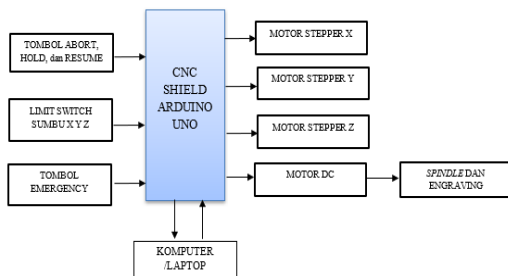 TOMBOL ABORT,
HOLD, dan RESUME
LIMIT SWITCH
SUMBU X Y Z
TOMBOL
EMERGENCY
CNC
SHIELD
ARDUINO
UNO
MOTOR STEPPER X
MOTOR STEPPER Y
MOTOR STEPPER Z
MOTOR DC
SPINDLE DAN
ENGRAVING
KOMPUTER
/LAPTOP